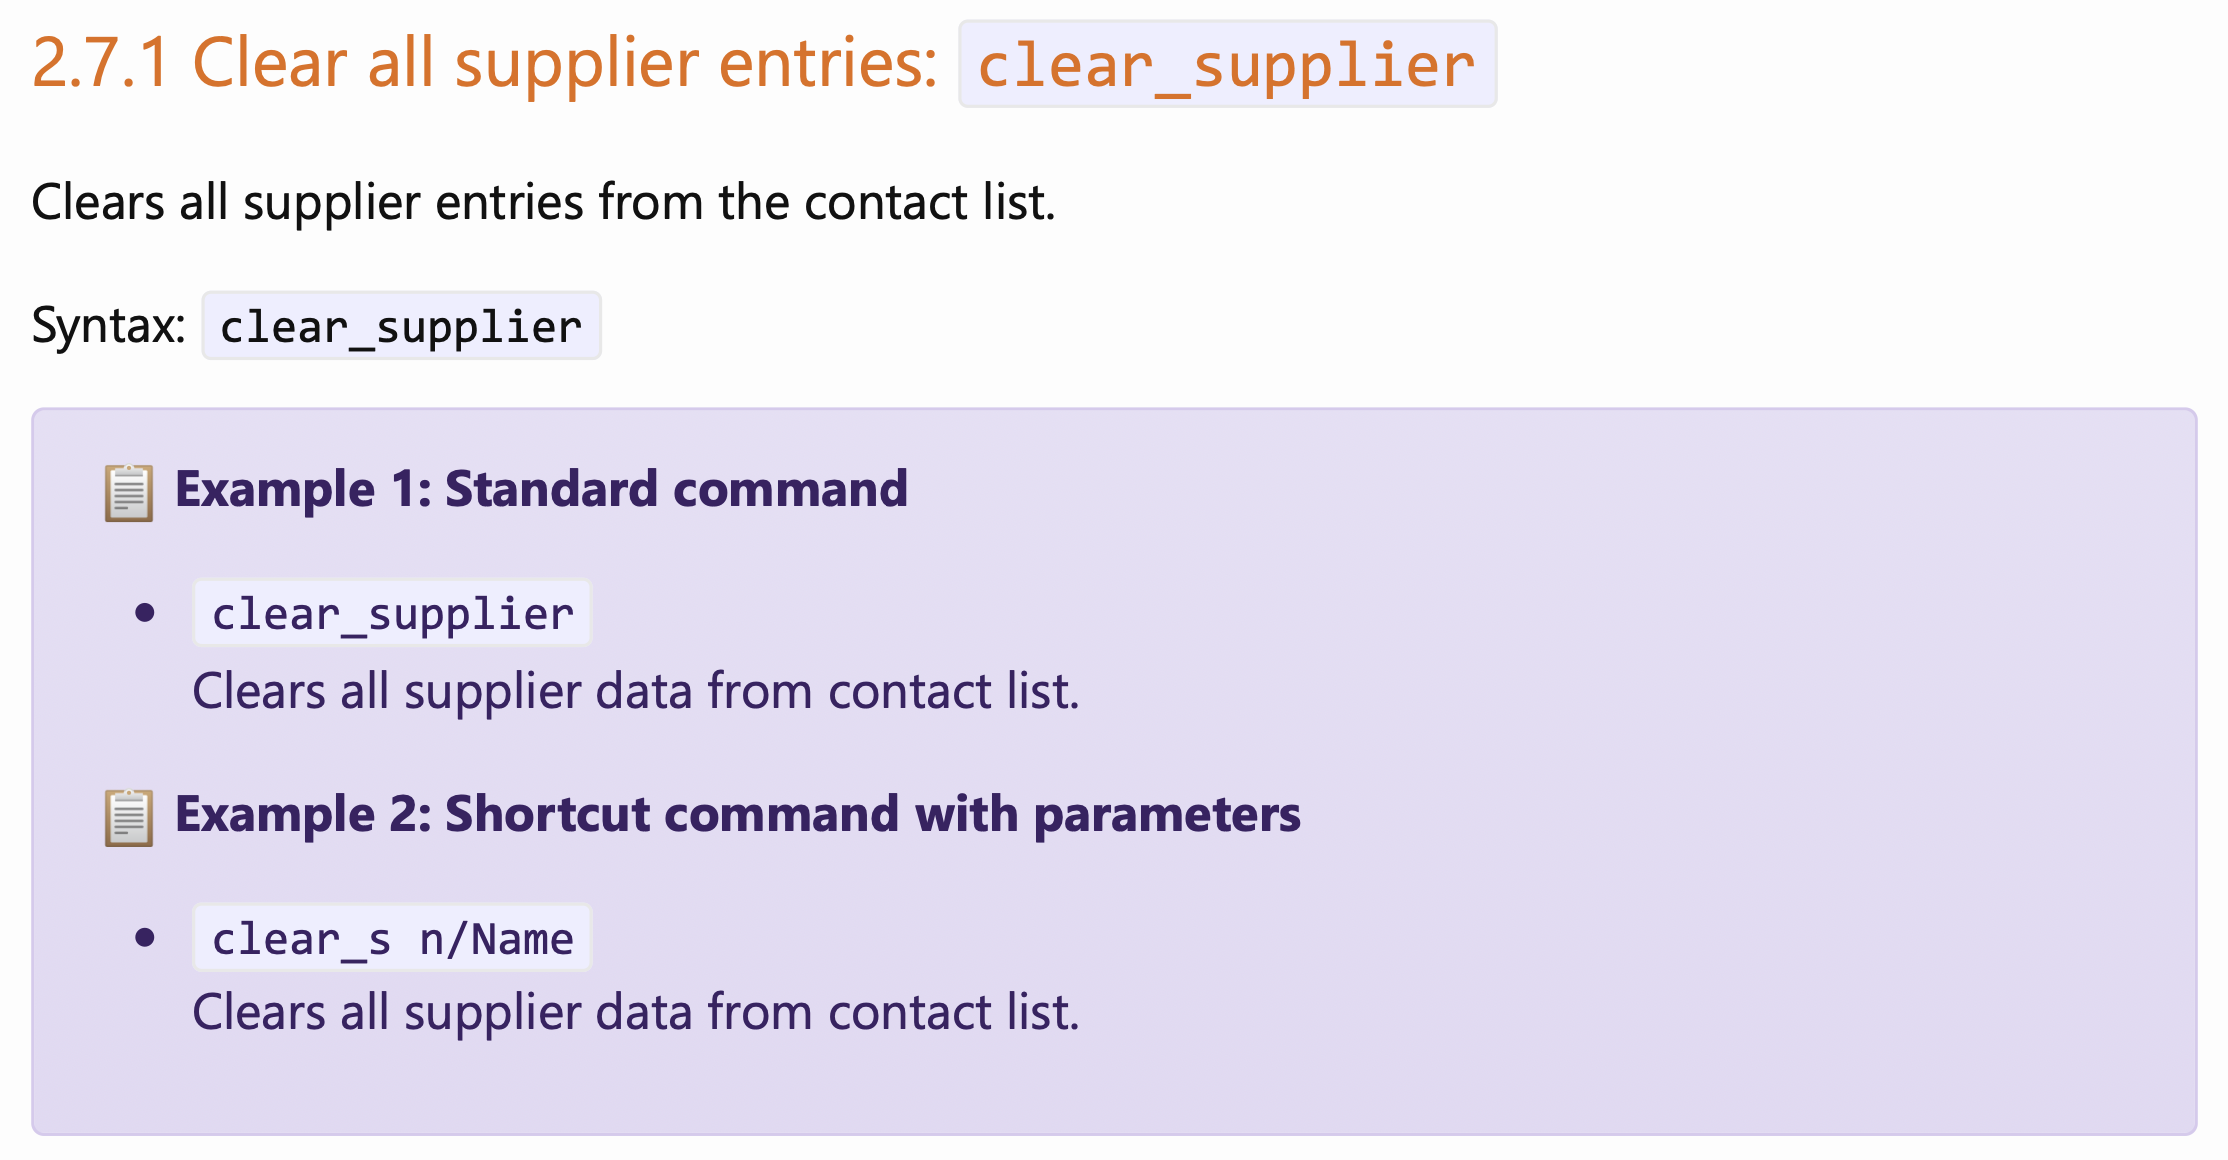 2.7.1 Clear all supplier entries: clear_supplier
Clears all supplier entries from the contact list.
Syntax: clear_supplier
Example 1: Standard command
• clear_supplier
Clears all supplier data from contact list.
Example 2: Shortcut command with parameters
• clear_s n/Name
Clears all supplier data from contact list.